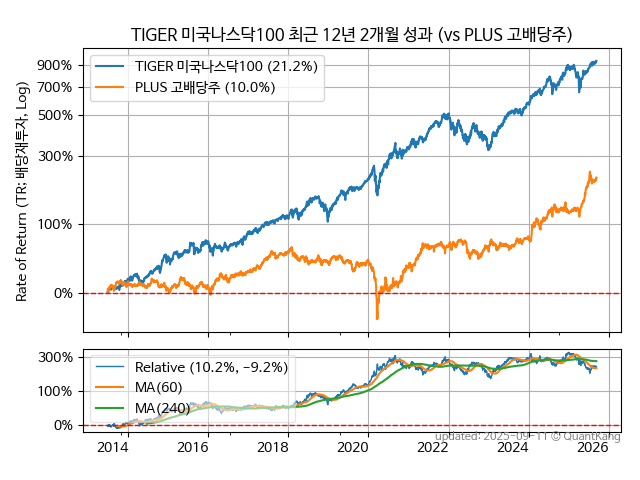 TIGER 미국나스닥100 최근 12년 2개월 성과 (vs PLUS 고배당주)
Rate of Return (TR: 배당재투자, Log)
900%
700%
500%
300%
100%
0%
TIGER 미국나스닥100 (21.2%)
PLUS 고배당주 (10.0%)
300%
100%
0%
Relative (10.2%, -9.2%)
MA(60)
MA(240)
2014 2016 2018 2020 2022 2024 2026
updated: 2025-09-11 © QuantKang